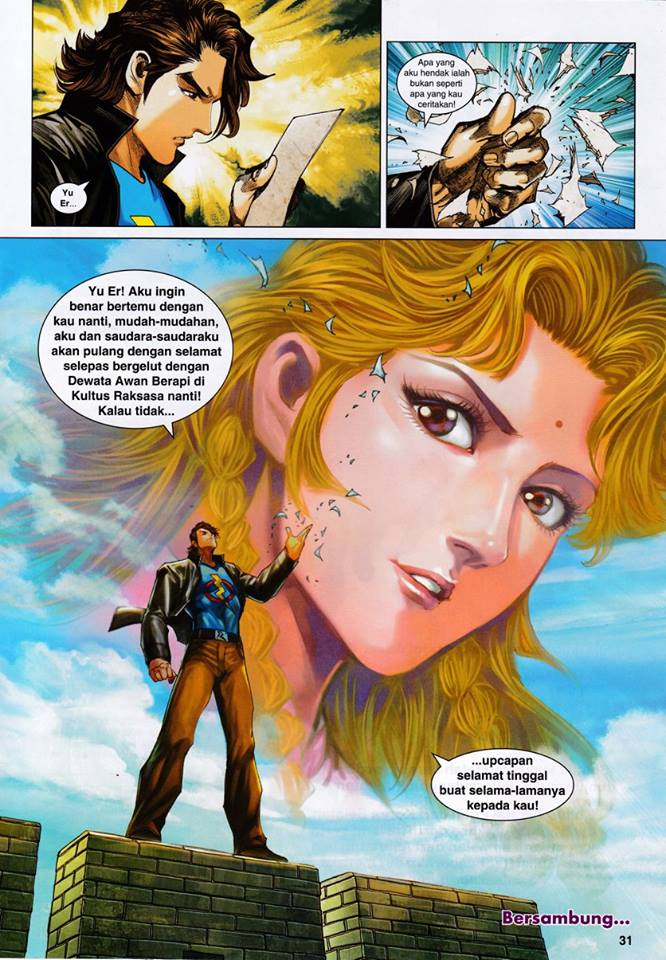 Yu
Er...
Apa yang
aku hendak ialah
bukan seperti
apa yang kau
ceritakan!
Yu Er! Aku ingin
benar bertemu dengan
kau nanti, mudah-mudahan,
aku dan saudara-saudaraku
akan pulang dengan selamat
selepas bergelut dengan
Dewata Awan Berapi di
Kultus Raksasa nanti!
Kalau tidak...
...upcapan
selamat tinggal
buat selama-lamanya
kepada kau!
Bersambung...
31